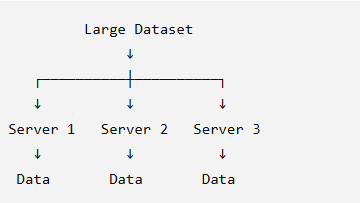 Large Dataset
Server 1 Server 2 Server 3
Data Data Data